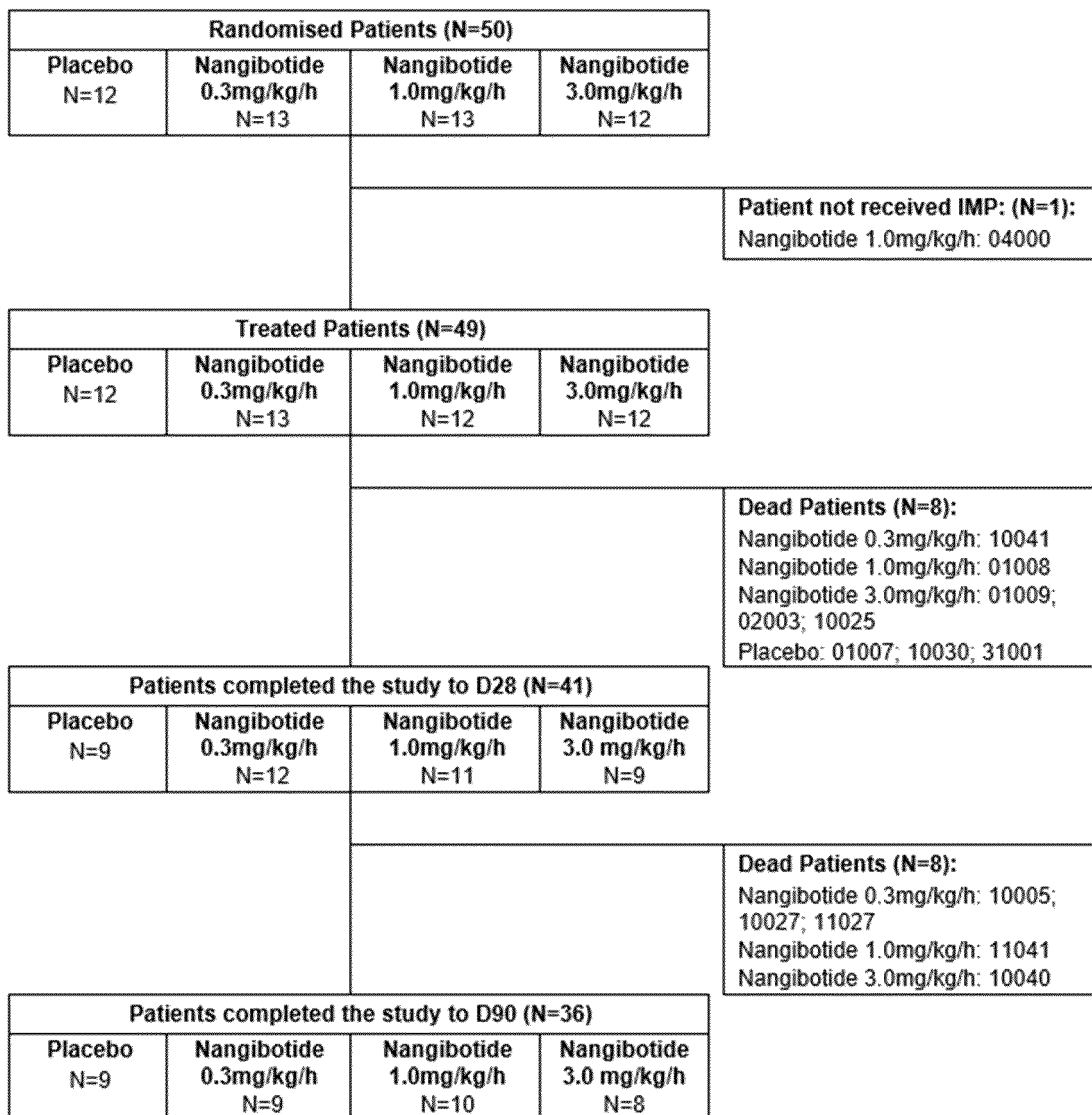 Randomised Patients (N=50)
Placebo
N=12
Nangibotide
0.3mg/kg/h
N=13
Nangibotide
1.0mg/kg/h
N=13
Nangibotide
3.0mg/kg/h
N=12
Patient not received IMP: (N=1):
Nangibotide 1.0mg/kg/h: 04000
Treated Patients (N=49)
Placebo
N=12
Nangibotide
0.3mg/kg/h
N=13
Nangibotide
1.0mg/kg/h
N=12
Nangibotide
3.0mg/kg/h
N=12
Dead Patients (N=8):
Nangibotide 0.3mg/kg/h: 10041
Nangibotide 1.0mg/kg/h: 01008
Nangibotide 3.0mg/kg/h: 01009;
02003; 10025
Placebo: 01007; 10030; 31001
Patients completed the study to D28 (N=41)
Placebo
N=9
Nangibotide
0.3mg/kg/h
N=12
Nangibotide
1.0mg/kg/h
N=11
Nangibotide
3.0 mg/kg/h
N=9
Dead Patients (N=8):
Nangibotide 0.3mg/kg/h: 10005;
10027; 11027
Nangibotide 1.0mg/kg/h: 11041
Nangibotide 3.0mg/kg/h: 10040
Patients completed the study to D90 (N=36)
Placebo
N=9
Nangibotide
0.3mg/kg/h
N=9
Nangibotide
1.0mg/kg/h
N=10
Nangibotide
3.0 mg/kg/h
N=8